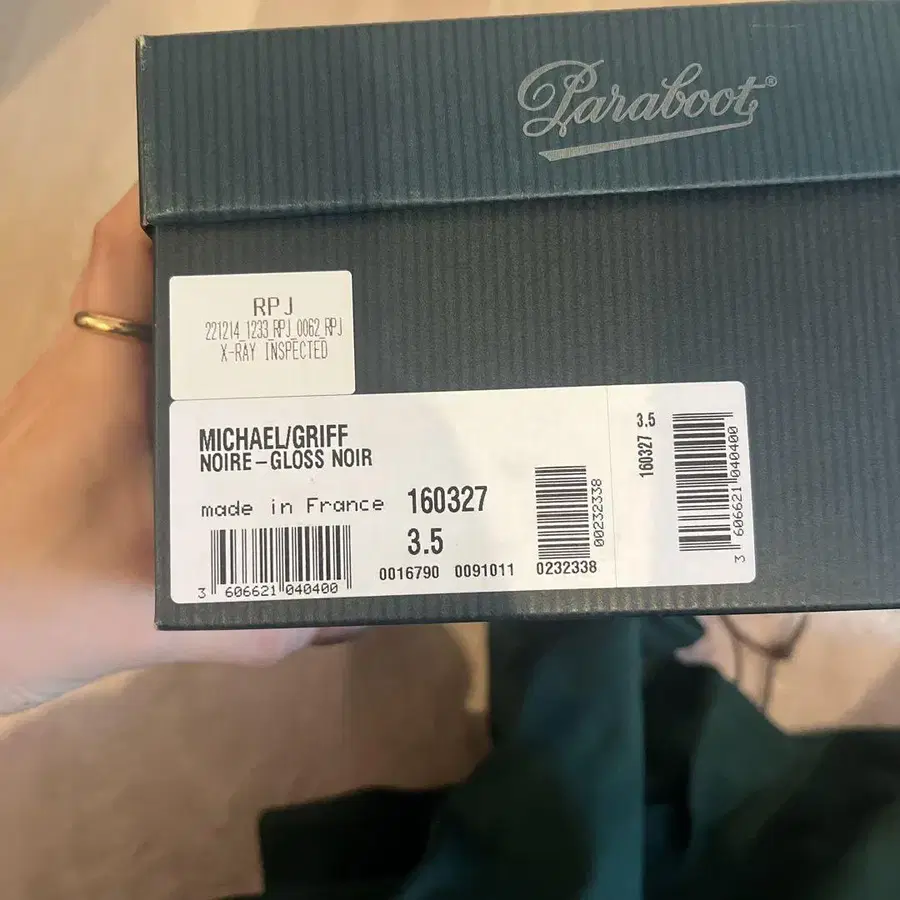 Paraboot®
RPJ
221214_1233_RPJ_0062_RPJ
X-RAY INSPECTED
MICHAEL/GRIFF
NOIRE-GLOSS NOIR
made in France 160327
3.5
3 606621 040400
0016790 0091011 0232338
00232338
3.5
160327
3 606621 040400